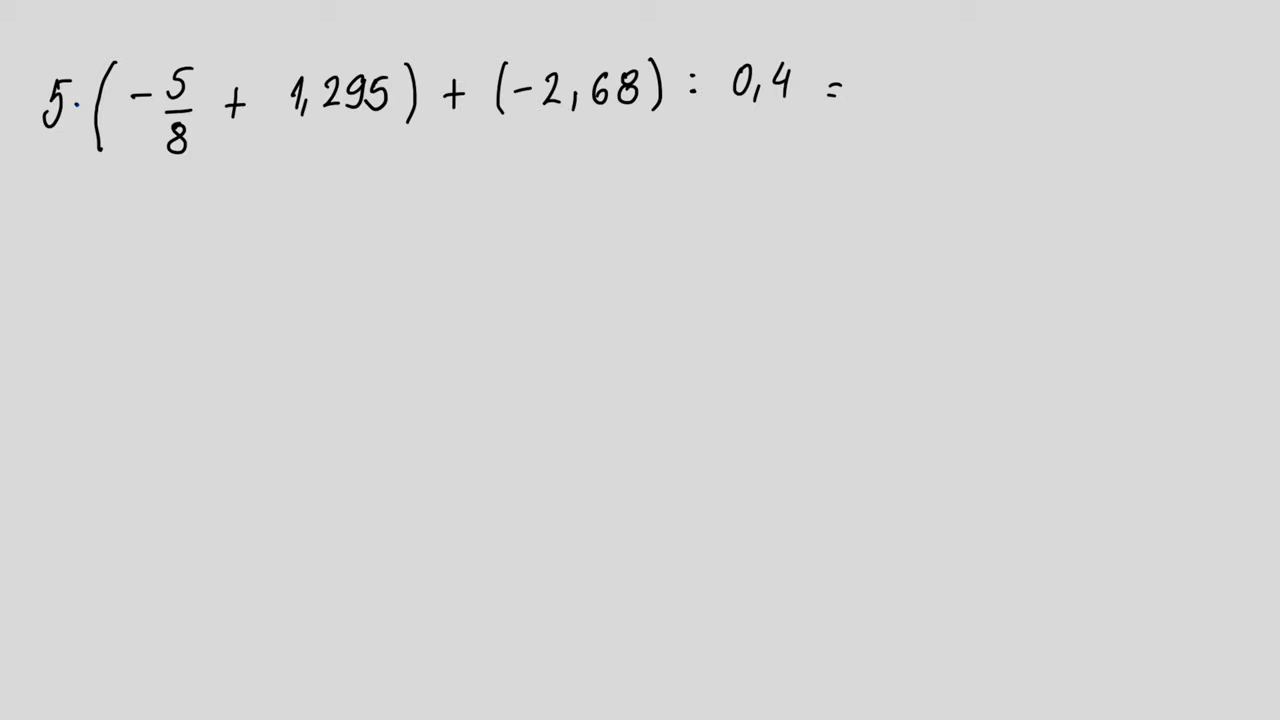 5·(-5/8 + 1,295) + (-2,68) : 0,4 =